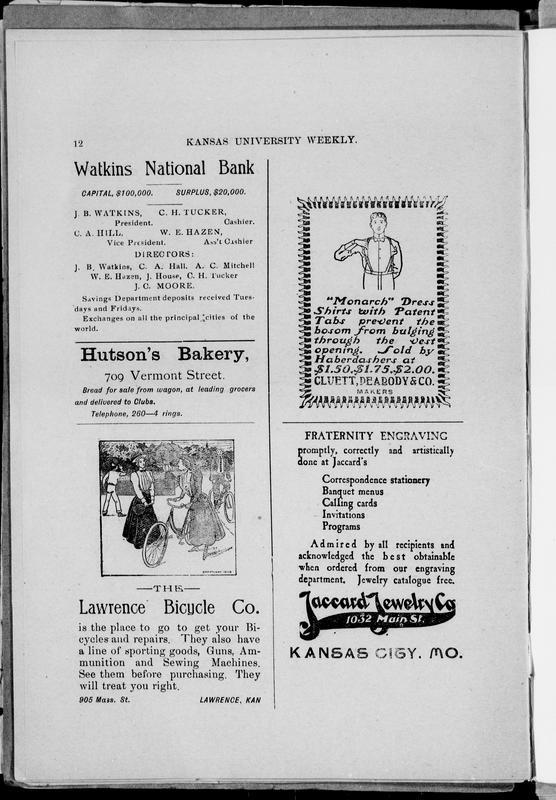 12
KANSAS UNIVERSITY WEEKLY.
Watkins National Bank
CAPITAL, $100,000. SURPLUS, $20,000.
J. B. WATKINS, C. H. TUCKER,
President. Cashier.
C. A. HILL, W. E. HAZEN,
Vice President. Ass't Cashier
DIRECTORS:
J. B. Watkins, C. A. Hall, A. C. Mitchell
W. E. Hazen, J. House, C. H. Tucker
J. C. MOORE.
Savings Department deposits received Tues-
days and Fridays.
Exchanges on all the principal cities of the
world.
Hutson's Bakery,
709 Vermont Street.
Bread for sale from wagon, at leading grocers
and delivered to Clubs.
Telephone, 260—4 rings.
—THE—
Lawrence Bicycle Co.
is the place to go to get your Bi-
cycles and repairs. They also have
a line of sporting goods, Guns, Am-
munition and Sewing Machines.
See them before purchasing. They
will treat you right.
905 Mass. St. LAWRENCE, KAN
"Monarch" Dress
Shirts with Patent
Tabs prevent the
bosom from bulging
through the vest
opening. Sold by
Haberdashers at
$1.50.$1.75.$2.00.
CLUETT, PEABODY & CO.
MAKERS
FRATERNITY ENGRAVING
promptly, correctly and artistically
done at Jaccard's
Correspondence stationery
Banquet menus
Calling cards
Invitations
Programs
Admired by all recipients and
acknowledged the best obtainable
when ordered from our engraving
department. Jewelry catalogue free.
Jaccard Jewelry Co
1032 Main St.
KANSAS CIGY, MO.